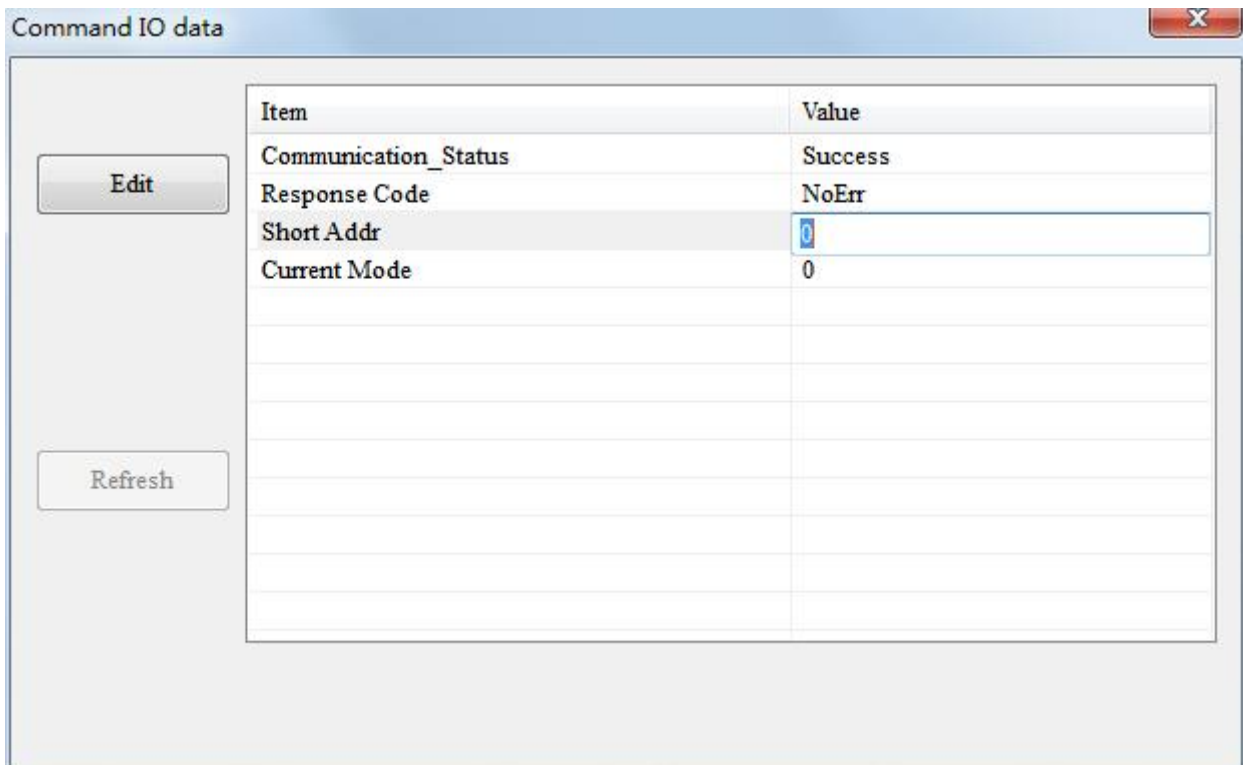 Command IO data
Item Value
Communication_Status Success
Edit
Response Code NoErr
Short Addr 0
Current Mode 0
Refresh